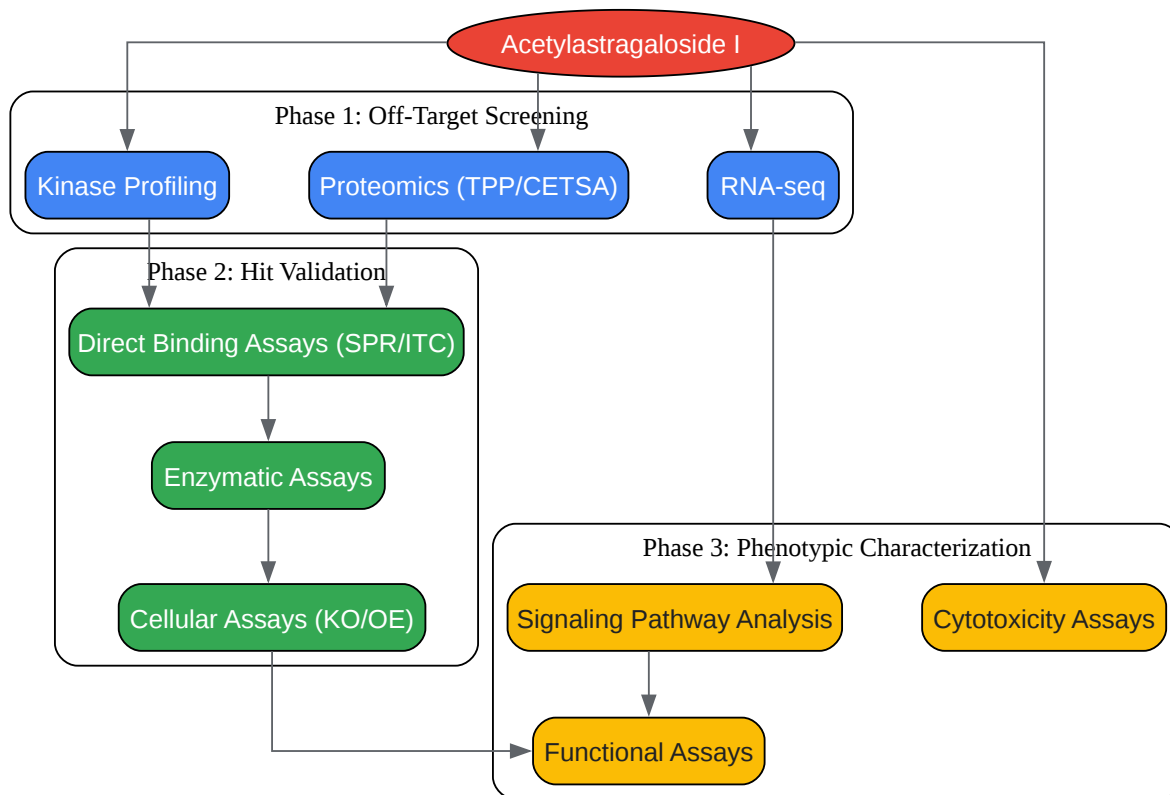 Acetylastragaloside I
Phase 1: Off-Target Screening
Kinase Profiling
Proteomics (TPP/CETSA)
RNA-seq
Phase 2: Hit Validation
Direct Binding Assays (SPR/ITC)
Enzymatic Assays
Phase 3: Phenotypic Characterization
Cellular Assays (KO/OE)
Signaling Pathway Analysis
Cytotoxicity Assays
Functional Assays